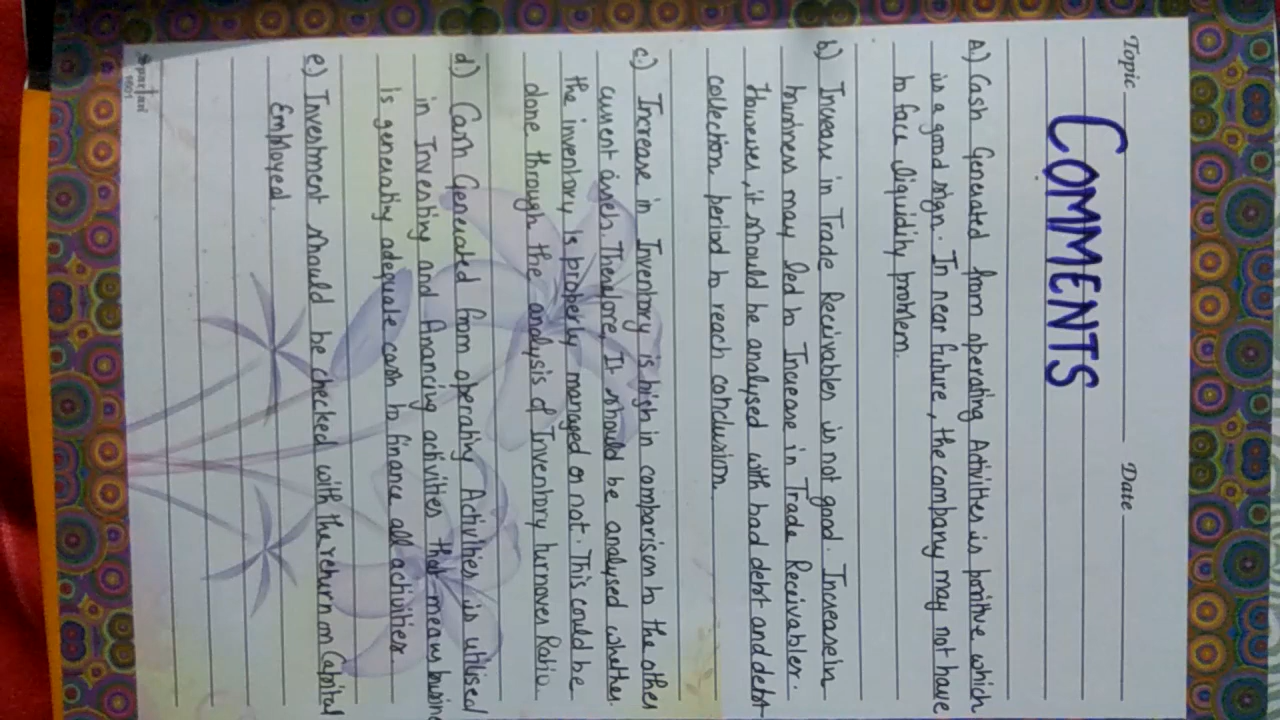 Topic Date
COMMENTS
A.) Cash Generated from operating Activities is positive which
is a good sign. In near future, the company may not have
to face liquidity problem.
b) Increase in Trade Receivables is not good. Increase in
business may led to Increase in Trade Receivables.
However, it should be analysed with bad debt and debt
collection period to reach conclusion.
c.) Increase in Inventory is high in comparison to the other
current assets. Therefore, It should be analysed whether
the inventory is properly managed or not. This could be
done through the analysis of Inventory turnover Ratio.
d.) Cash Generated from operating Activities is utilised
in Investing and financing activities that means busine
is generating adequate cash to finance all activities
e.) Investment should be checked with the return on Capital
Employed.
Spartan